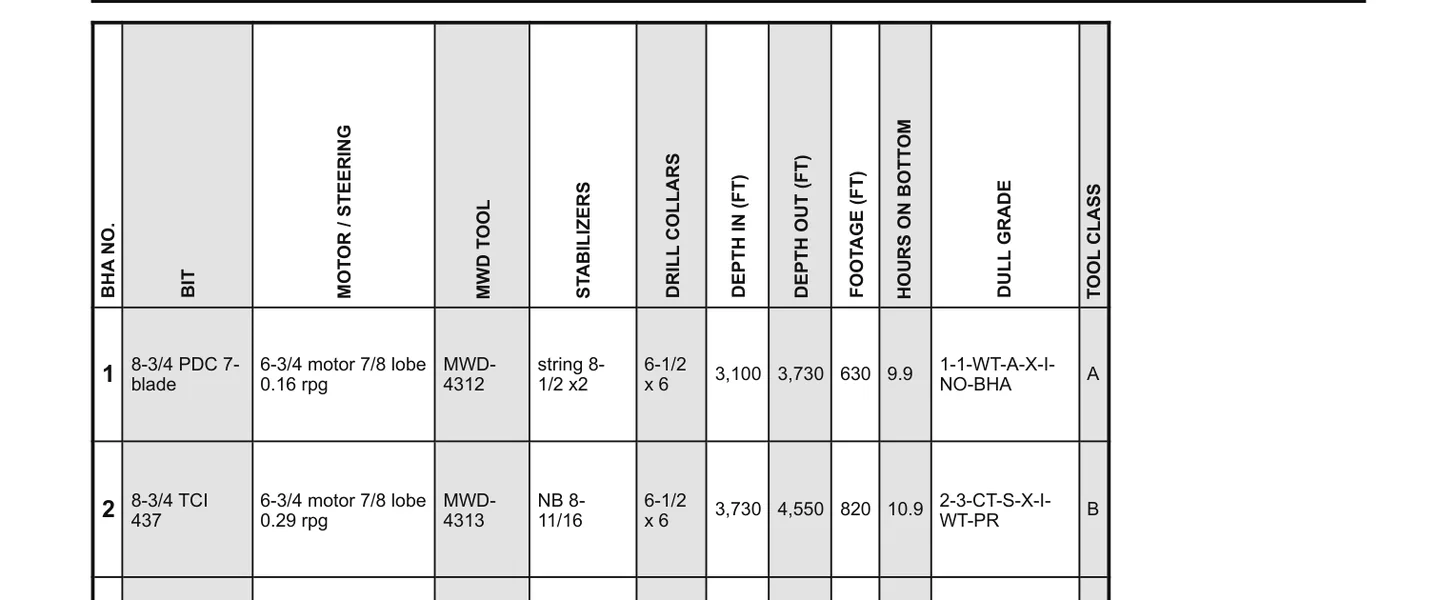 BHA NO.
BIT
MOTOR / STEERING
MWD TOOL
STABILIZERS
DRILL COLLARS
DEPTH IN (FT)
DEPTH OUT (FT)
FOOTAGE (FT)
HOURS ON BOTTOM
DULL GRADE
TOOL CLASS
1
8-3/4 PDC 7-
blade
6-3/4 motor 7/8 lobe
0.16 rpg
MWD-
4312
string 8-
1/2 x2
6-1/2
x 6
3,100
3,730
630
9.9
1-1-WT-A-X-I-
NO-BHA
A
2
8-3/4 TCI
437
6-3/4 motor 7/8 lobe
0.29 rpg
MWD-
4313
NB 8-
11/16
6-1/2
x 6
3,730
4,550
820
10.9
2-3-CT-S-X-I-
WT-PR
B